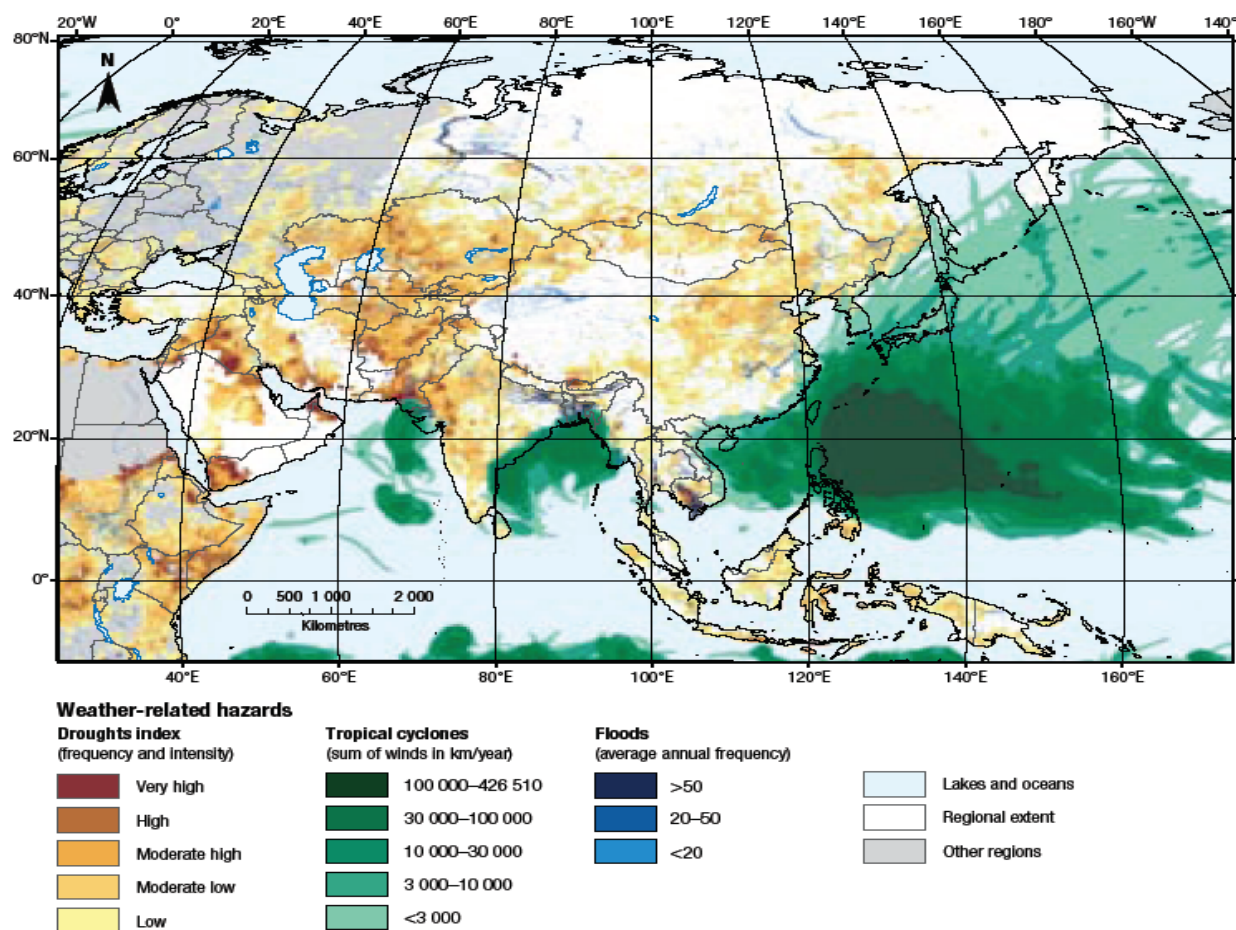 20°W 0° 20°E 40°E 60°E 80°E 100°E 120°E 140°E 160°E 180° 160°W 140°
80°N
N
60°N
40°N
20°N
0°
0 500 1 000 2 000
Kilometres
40°E 60°E 80°E 100°E 120°E 140°E 160°E
Weather-related hazards
Droughts index
(frequency and intensity)
Very high
High
Moderate high
Moderate low
Low
Tropical cyclones
(sum of winds in km/year)
100 000–426 510
30 000–100 000
10 000–30 000
3 000–10 000
<3 000
Floods
(average annual frequency)
>50
20–50
<20
Lakes and oceans
Regional extent
Other regions